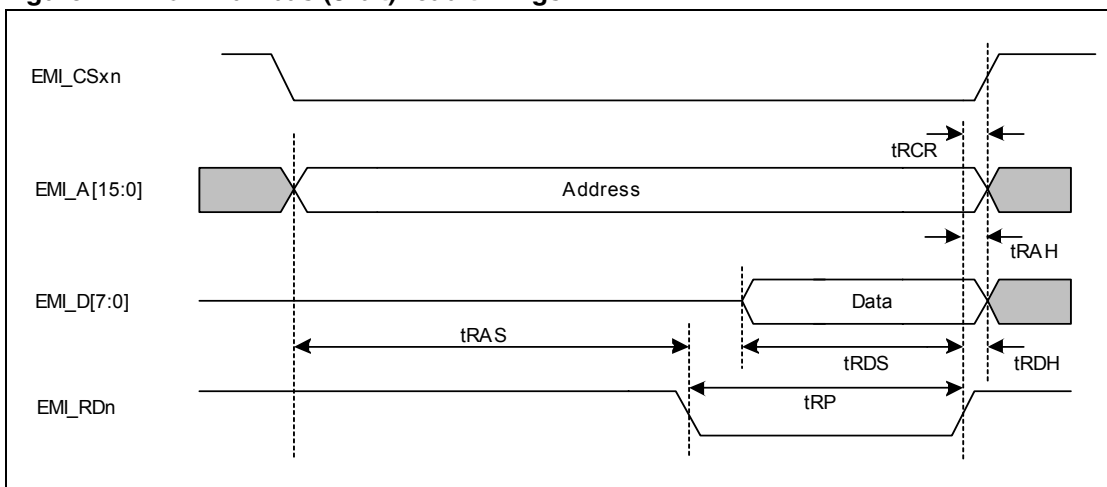 EMI_CSxn
tRCR
EMI_A[15:0]
Address
tRAH
EMI_D[7:0]
Data
tRAS
tRDS
tRDH
tRP
EMI_RDn